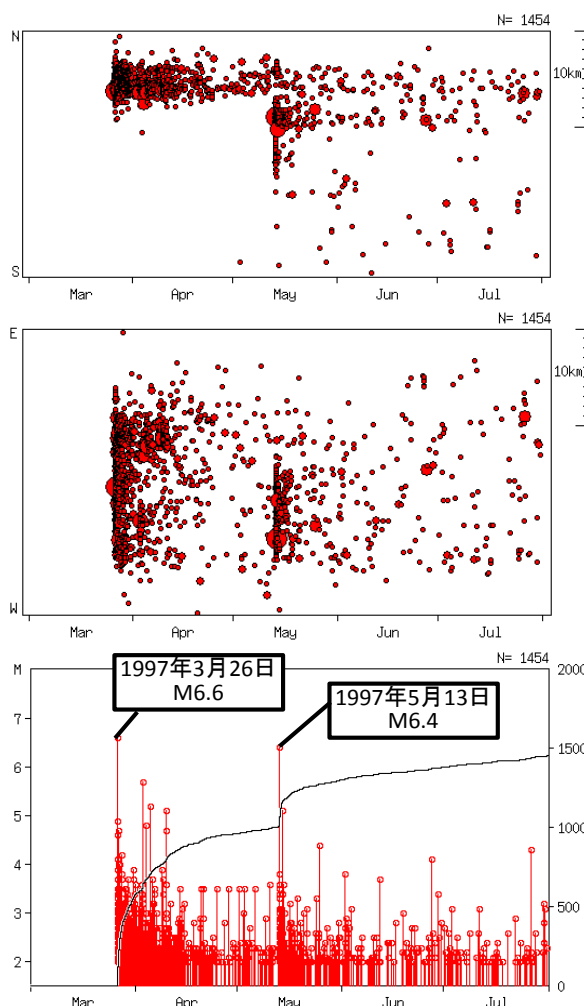 N= 1454
N
10km
S
Mar Apr May Jun Jul
N= 1454
E
10km
W
Mar Apr May Jun Jul
N= 1454
M
2000
1997年3月26日
M6.6
1997年5月13日
M6.4
7
6
1500
5
1000
4
3
500
2
0
Mar Apr May Jun Jul